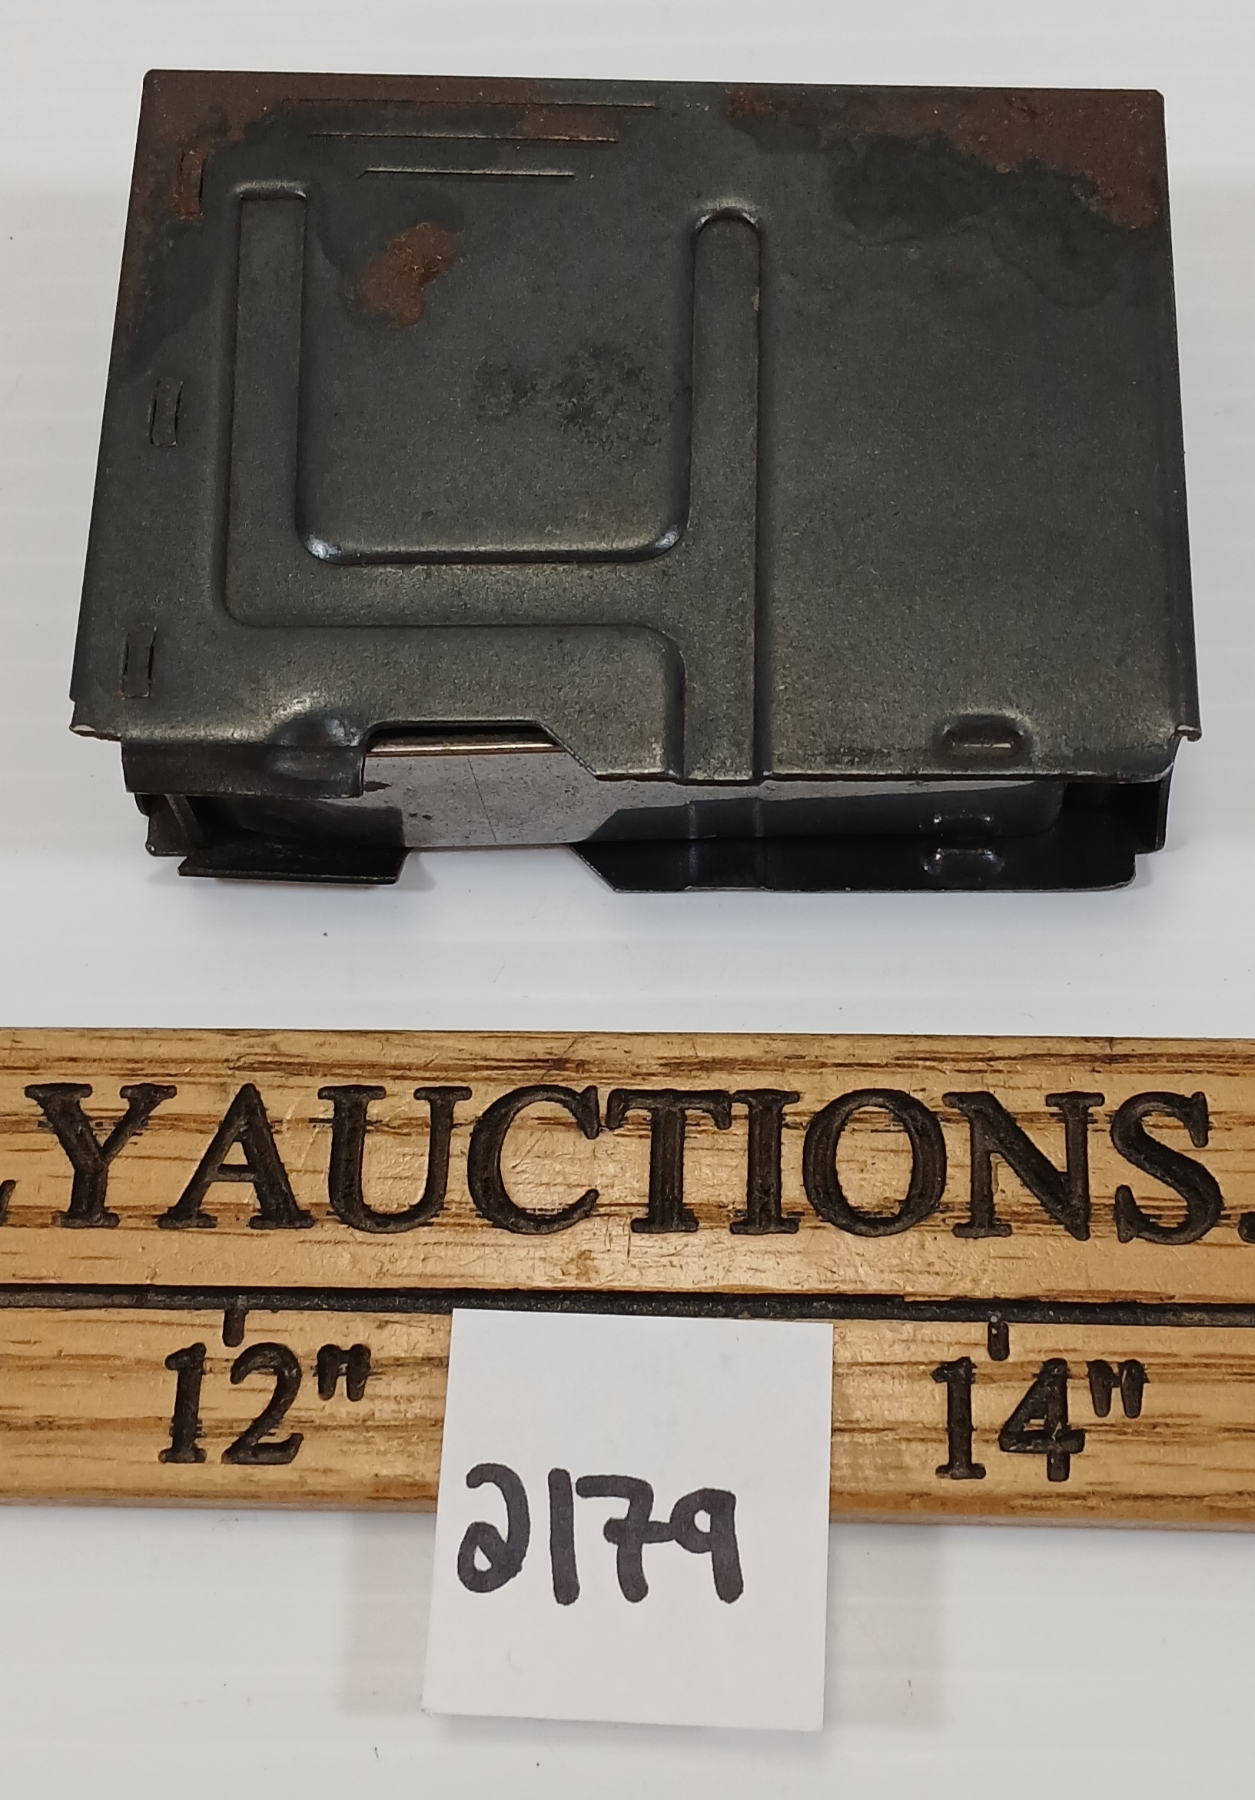 YAUCTIONS.
12" 14"
2179